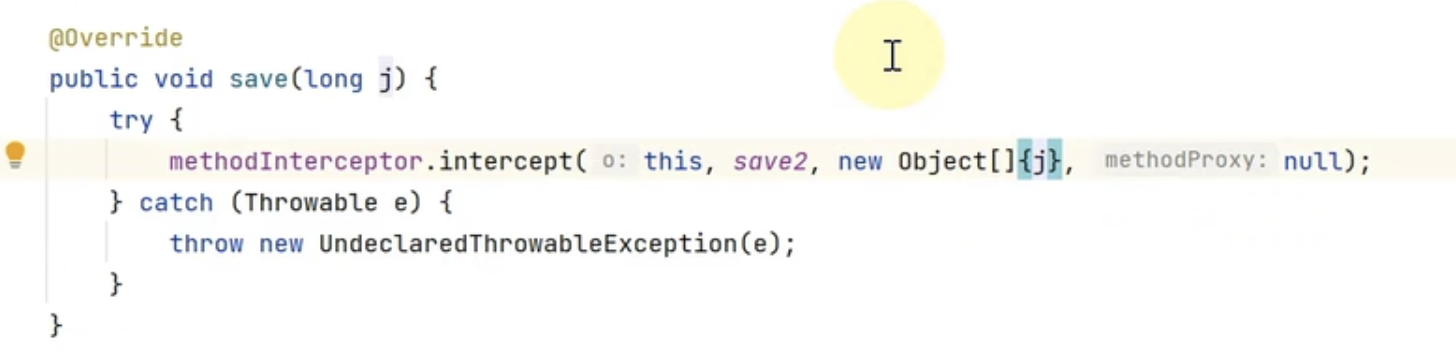 @Override
public void save(long j) {
try {
methodInterceptor.intercept( o: this, save2, new Object[]{j}, methodProxy: null);
} catch (Throwable e) {
throw new UndeclaredThrowableException(e);
}
}